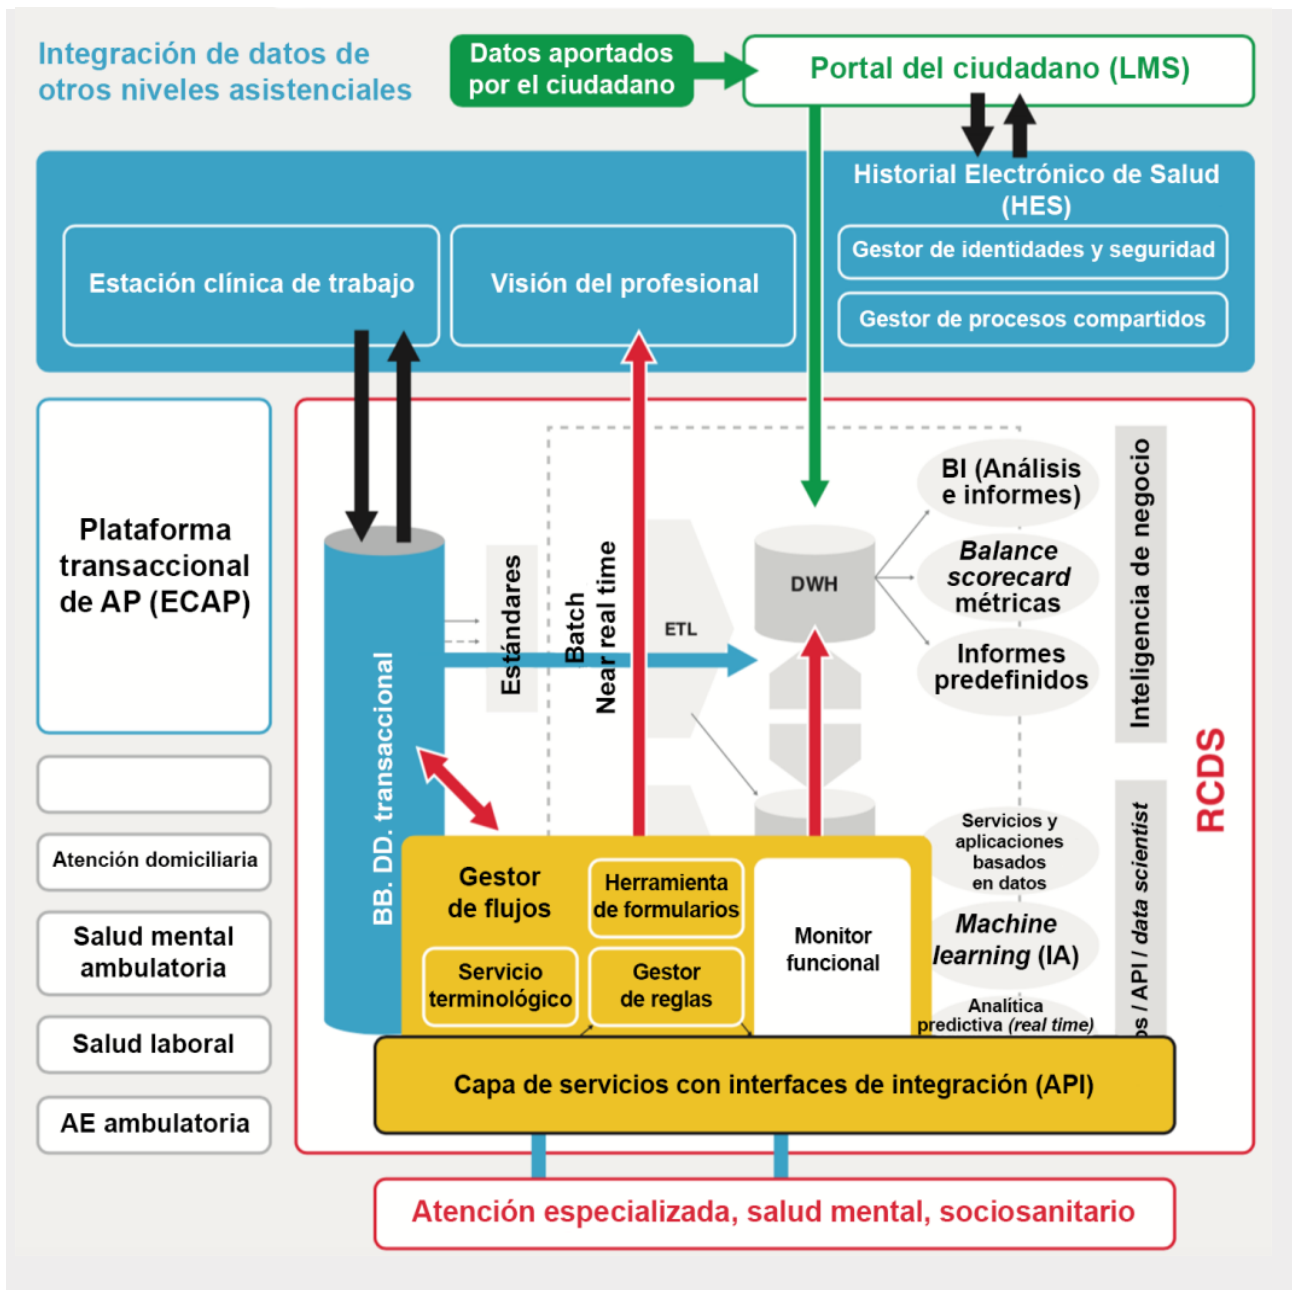 Integración de datos de
otros niveles asistenciales
Datos aportados
por el ciudadano
Portal del ciudadano (LMS)
Historial Electrónico de Salud
(HES)
Estación clínica de trabajo
Visión del profesional
Gestor de identidades y seguridad
Gestor de procesos compartidos
Plataforma
transaccional
de AP (ECAP)
Atención domiciliaria
Salud mental
ambulatoria
Salud laboral
AE ambulatoria
BB. DD. transaccional
Estándares
Batch
Near real time
ETL
DWH
BI (Análisis
e informes)
Balance
scorecard
métricas
Informes
predefinidos
Inteligencia de negocio
RCDS
Servicios y
aplicaciones
basados
en datos
Machine
learning (IA)
Analítica
predictiva (real time)
/ API / data scientist
Gestor
de flujos
Herramienta
de formularios
Servicio
terminológico
Gestor
de reglas
Monitor
funcional
Capa de servicios con interfaces de integración (API)
Atención especializada, salud mental, sociosanitario